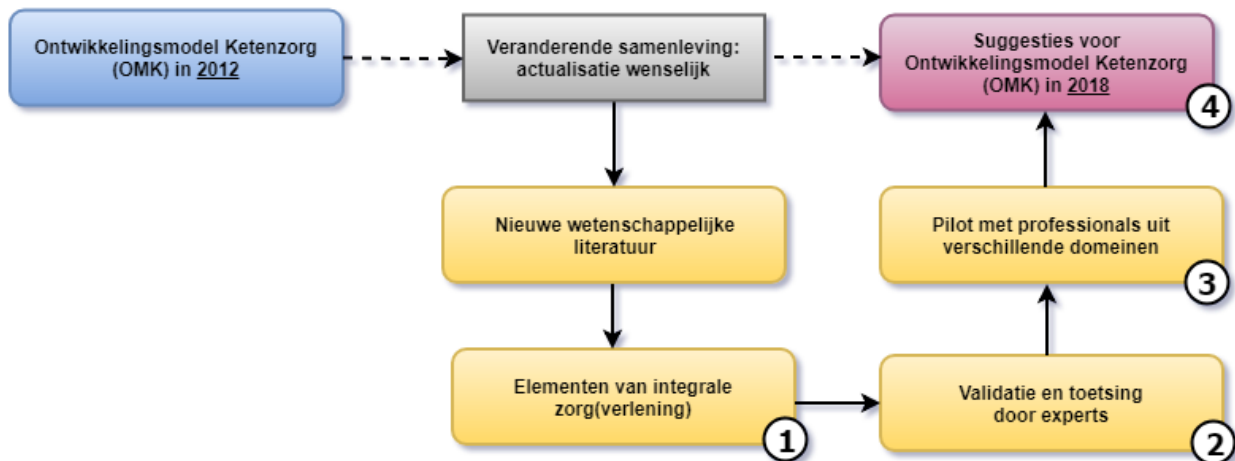 Ontwikkelingsmodel Ketenzorg
(OMK) in 2012
Veranderende samenleving:
actualisatie wenselijk
Suggesties voor
Ontwikkelingsmodel Ketenzorg
(OMK) in 2018
4
Nieuwe wetenschappelijke
literatuur
Pilot met professionals uit
verschillende domeinen
3
Elementen van integrale
zorg(verlening)
1
Validatie en toetsing
door experts
2